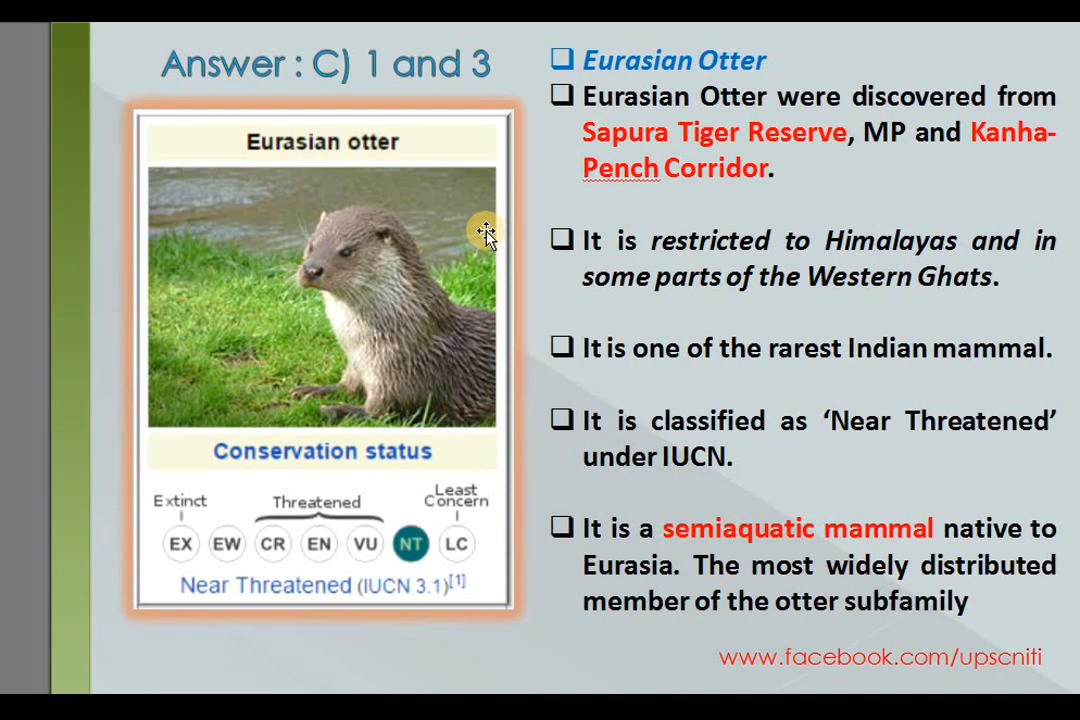 Answer : C) 1 and 3
Eurasian otter
Conservation status
Extinct
Threatened
Least
Concern
EX EW CR EN VU NT LC
Near Threatened (IUCN 3.1)[1]
Eurasian Otter
Eurasian Otter were discovered from
Sapura Tiger Reserve, MP and Kanha-
Pench Corridor.
It is restricted to Himalayas and in
some parts of the Western Ghats.
It is one of the rarest Indian mammal.
It is classified as ‘Near Threatened’
under IUCN.
It is a semiaquatic mammal native to
Eurasia. The most widely distributed
member of the otter subfamily
www.facebook.com/upscniti